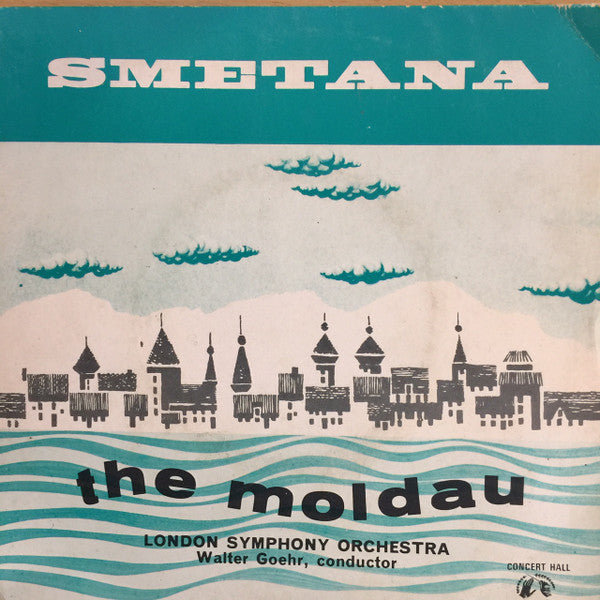 SMETANA
the moldau
LONDON SYMPHONY ORCHESTRA
Walter Goehr, conductor
CONCERT HALL